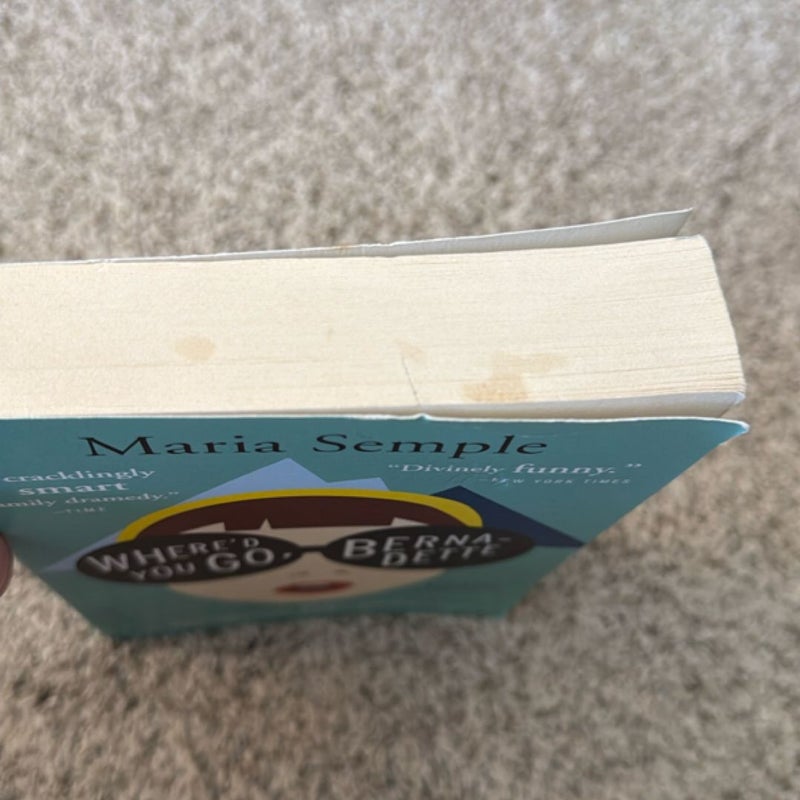 Maria Semple
cracklingly
smart
amily dramedy.”
—TIME
“Divinely funny.”
—NEW YORK TIMES
WHERE'D
YOU GO,
BERNA-
DETTE